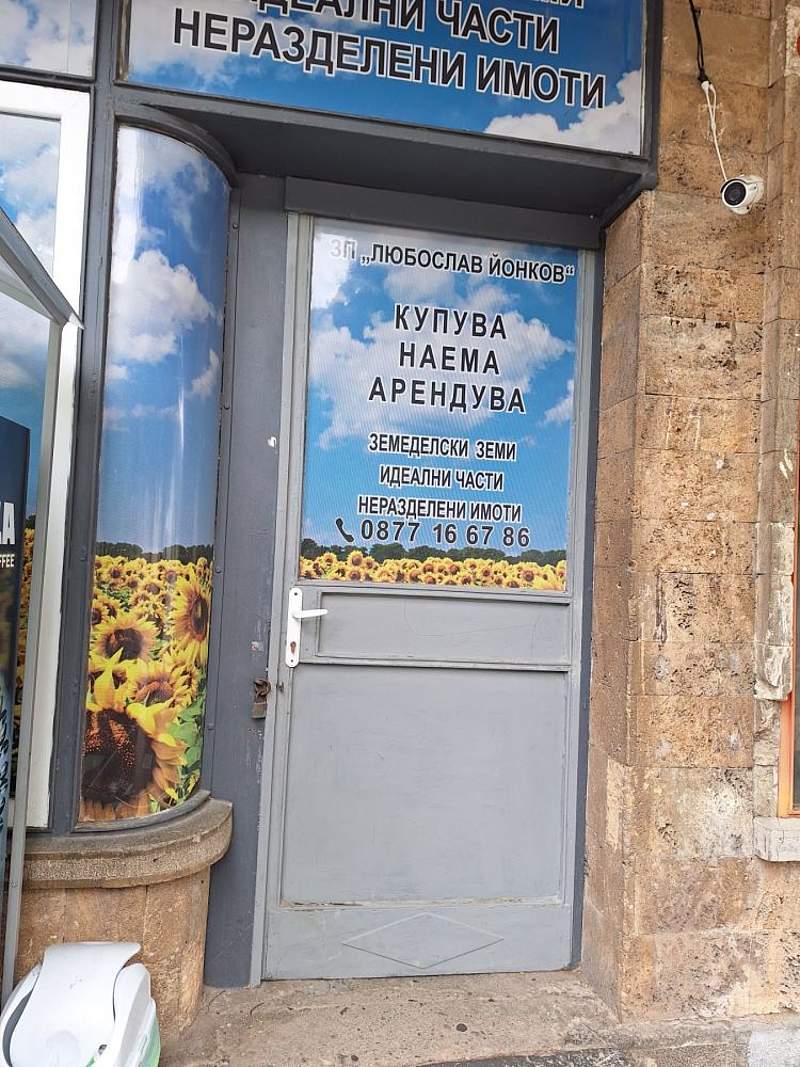 ИДЕАЛНИ ЧАСТИ
НЕРАЗДЕЛЕНИ ИМОТИ
ЗП „ЛЮБОСЛАВ ЙОНКОВ“
КУПУВА
НАЕМА
АРЕНДУВА
ЗЕМЕДЕЛСКИ ЗЕМИ
ИДЕАЛНИ ЧАСТИ
НЕРАЗДЕЛЕНИ ИМОТИ
0877 16 67 86